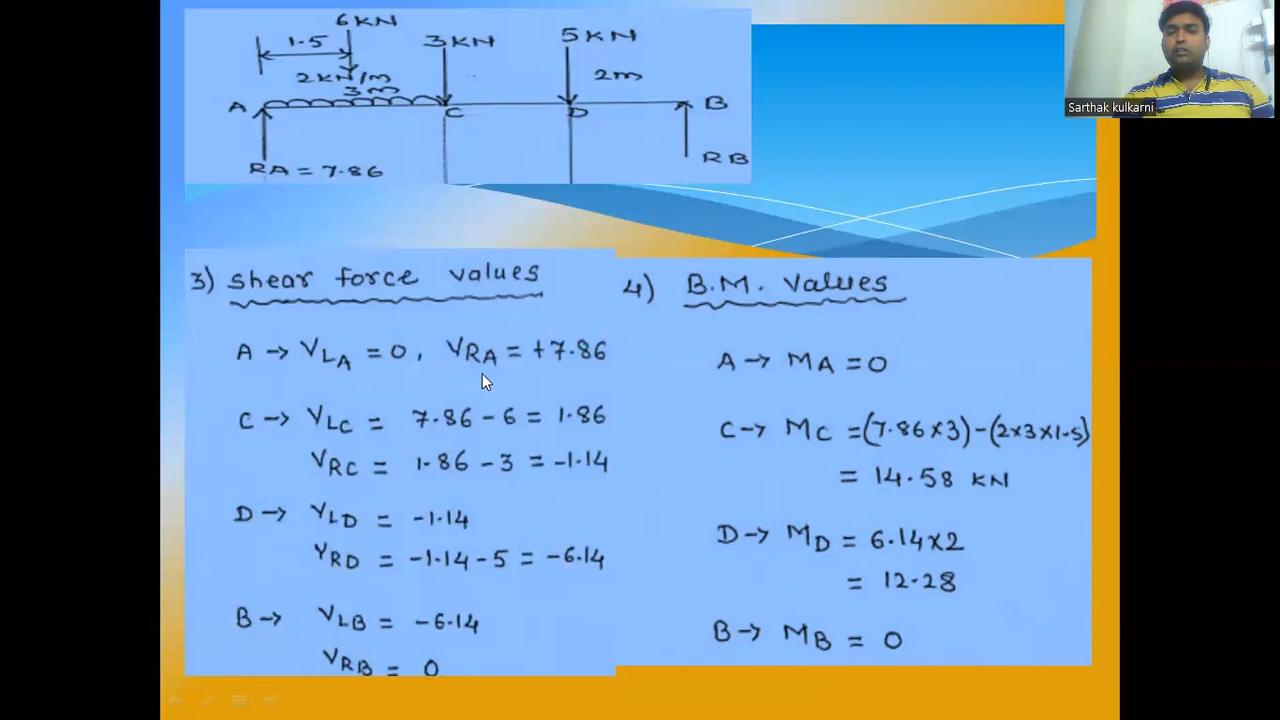 6KN
1.5
3KN
5KN
2KN/m
2m
3m
A
C
D
B
RA = 7.86
RB
Sarthak kulkarni
3) Shear force values
A → VLA = 0, VRA = +7.86
C → VLC = 7.86 - 6 = 1.86
VRC = 1.86 - 3 = -1.14
D → VLD = -1.14
VRD = -1.14 - 5 = -6.14
B → VLB = -6.14
VRB = 0
4) B.M. Values
A → MA = 0
C → MC = (7.86×3) - (2×3×1.5)
= 14.58 KN
D → MD = 6.14×2
= 12.28
B → MB = 0